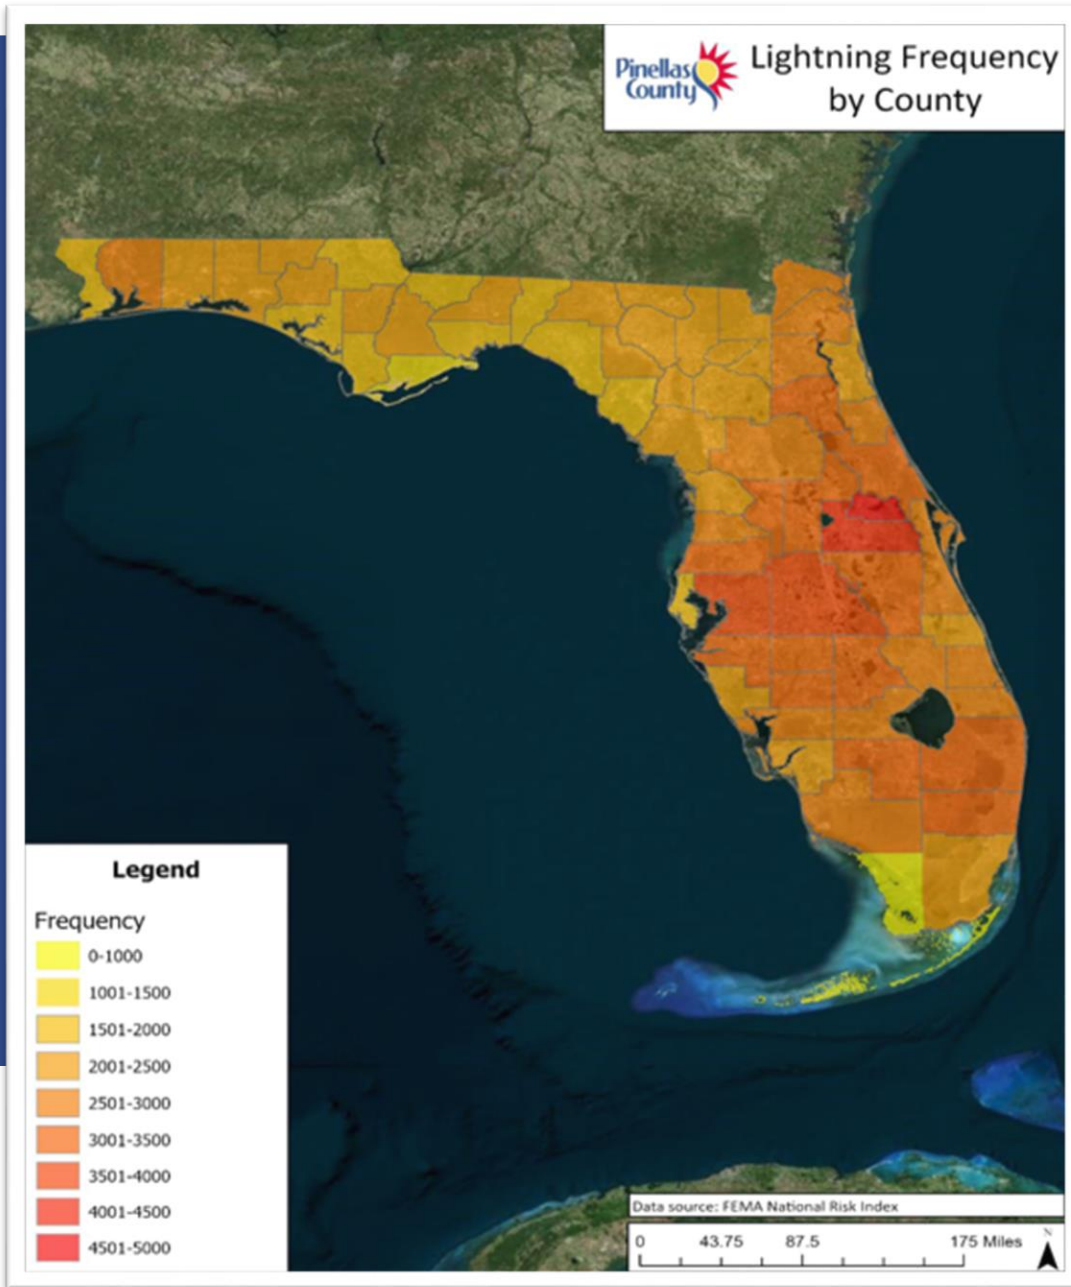 Pinellas
County
Lightning Frequency
by County
Legend
Frequency
0-1000
1001-1500
1501-2000
2001-2500
2501-3000
3001-3500
3501-4000
4001-4500
4501-5000
Data source: FEMA National Risk Index
0 43.75 87.5 175 Miles
N